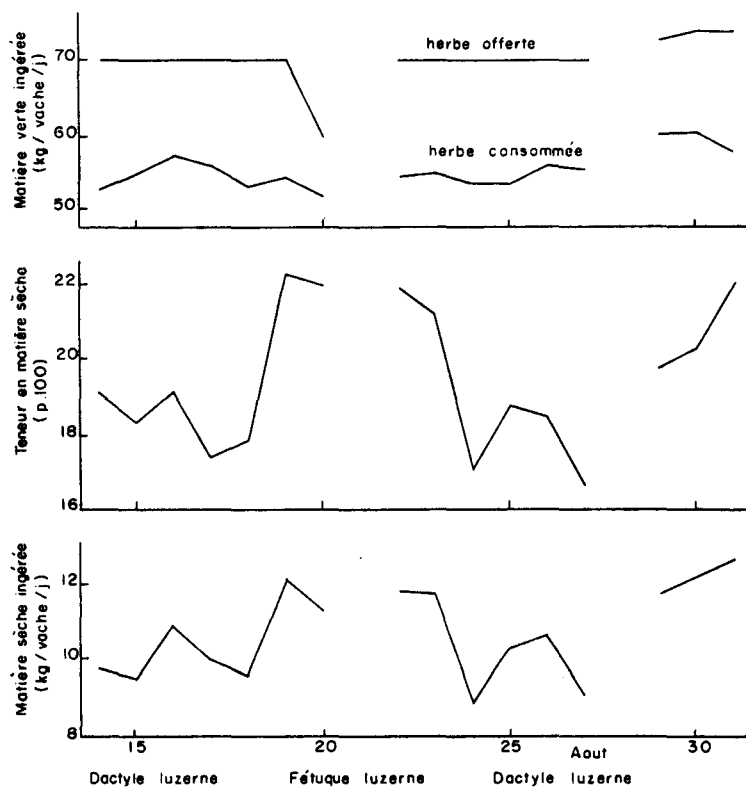 Matière verte ingérée
(kg / vache / j)
70
60
50
herbe offerte
herbe consommée
Teneur en matière sèche
(p.100)
22
20
18
16
Matière sèche ingérée
(kg/vache/j)
12
10
8
15
20
25
30
Aout
Dactyle luzerne
Fétuque luzerne
Dactyle luzerne